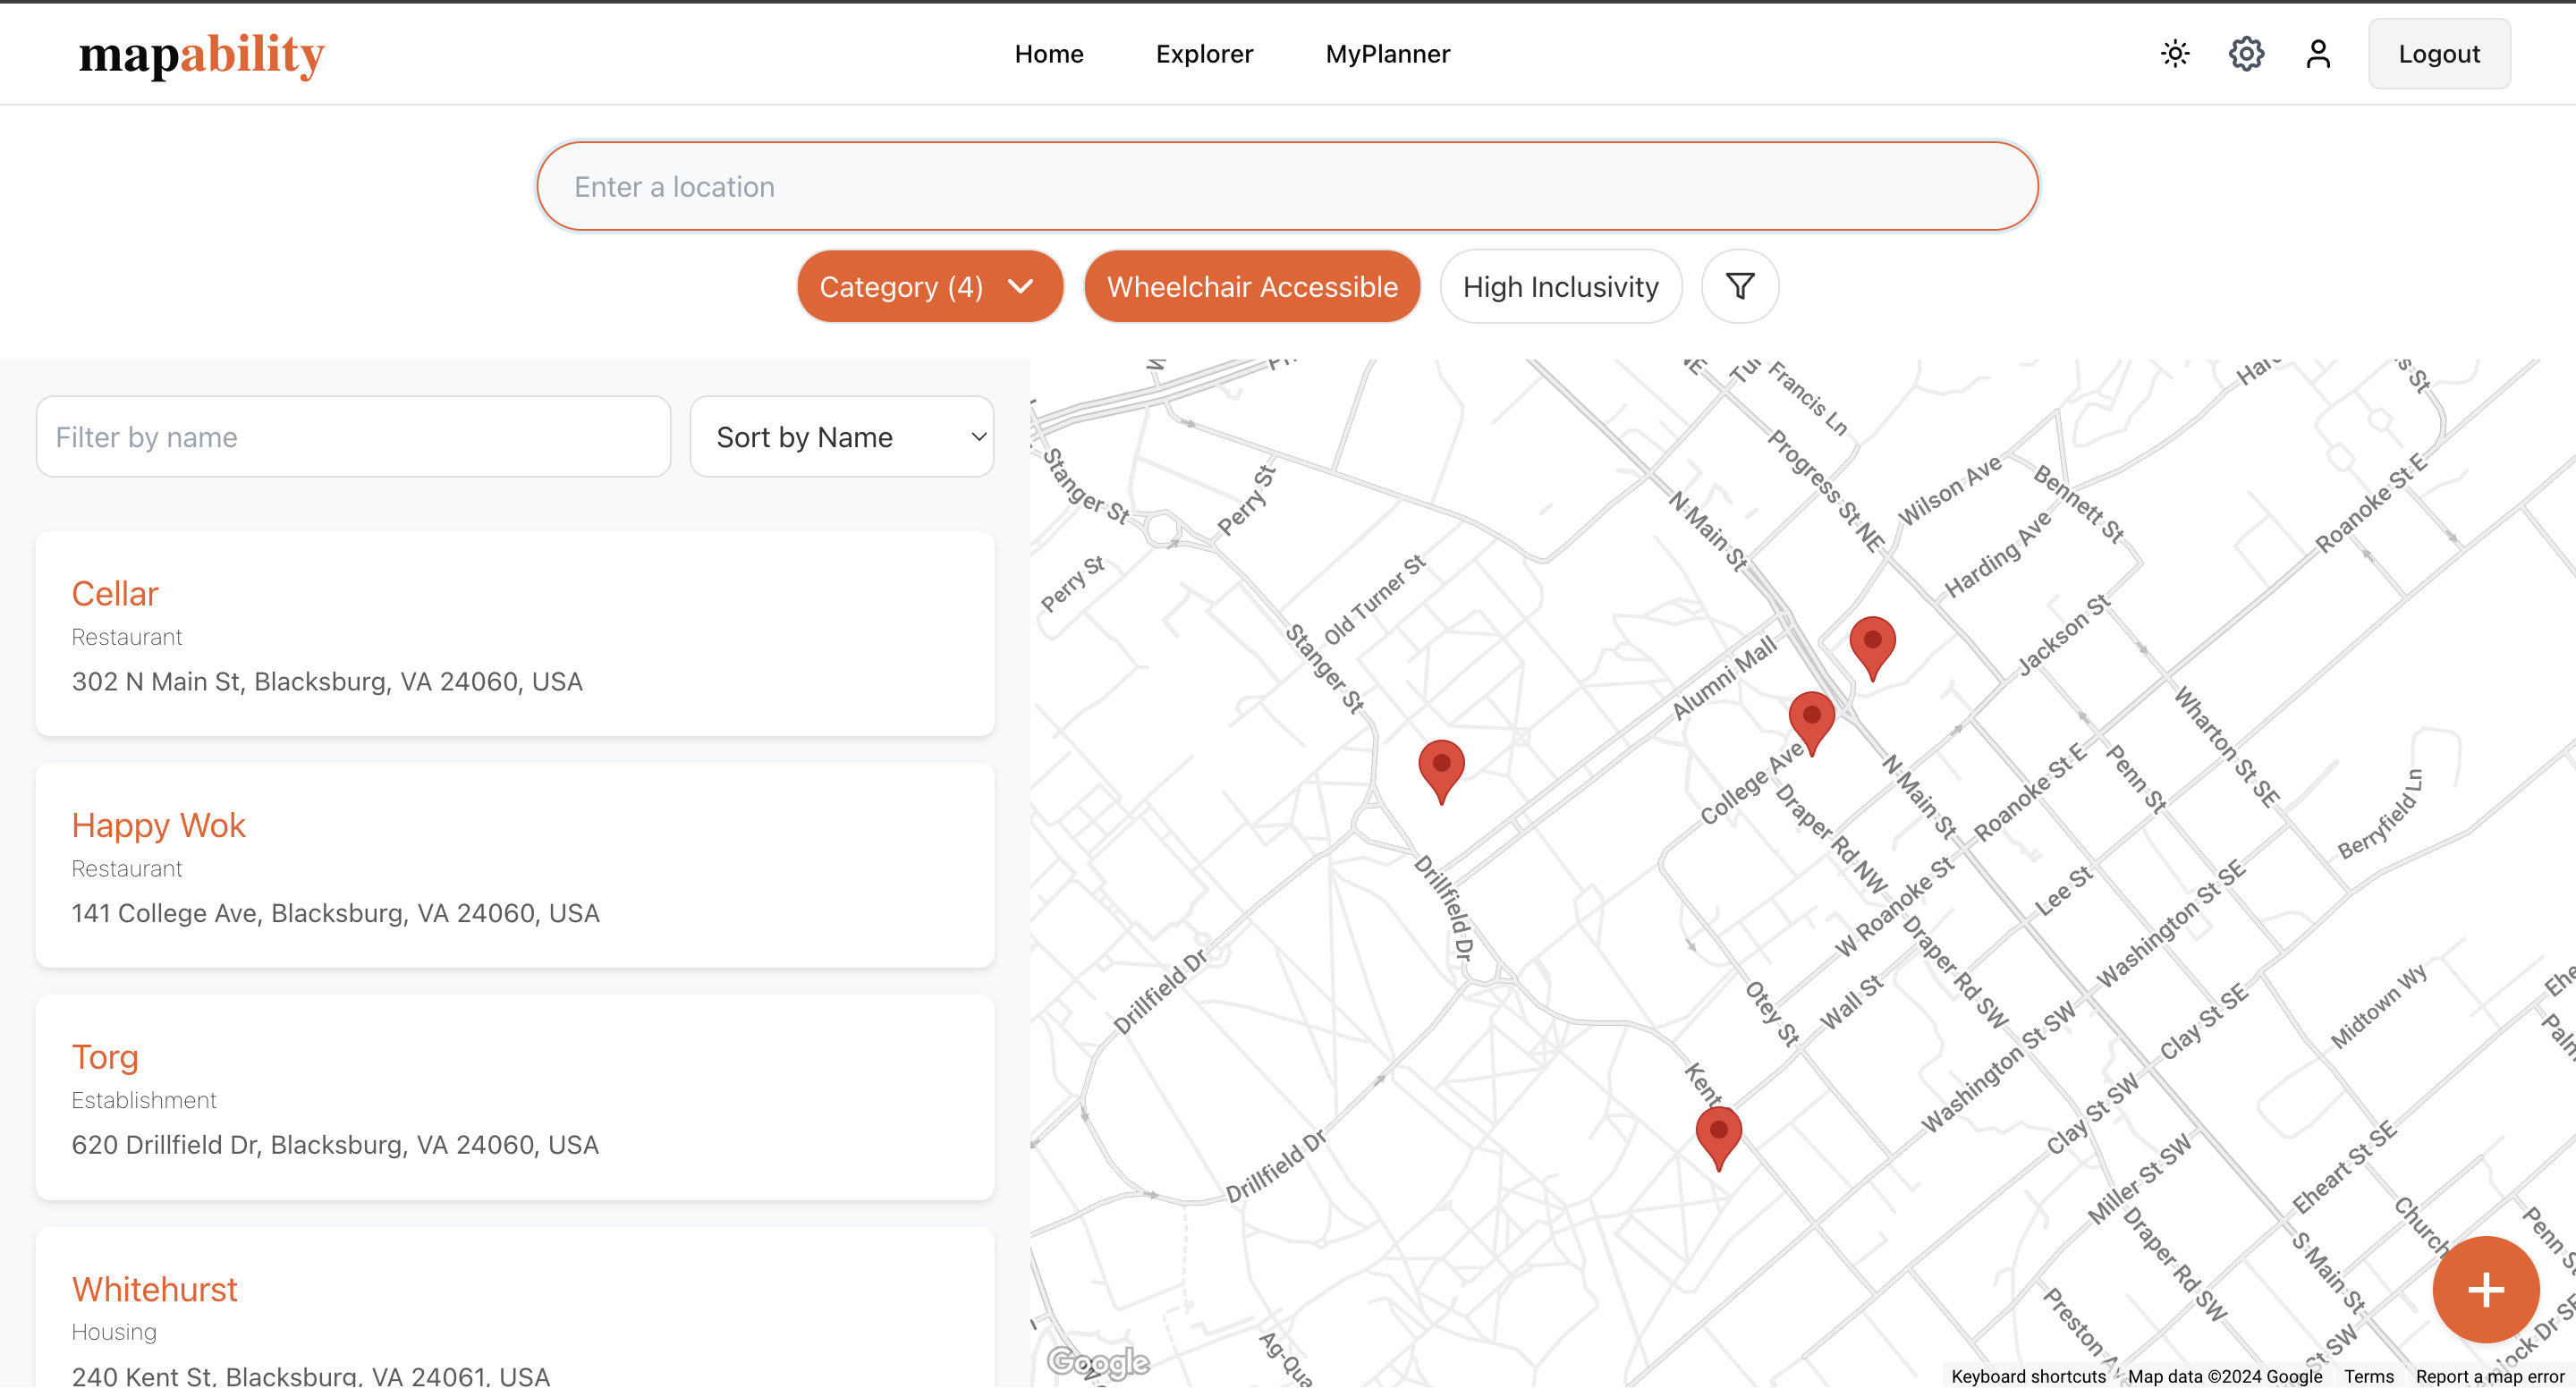 mapability
Home
Explorer
MyPlanner
Logout
Enter a location
Category (4)
Wheelchair Accessible
High Inclusivity
Filter by name
Sort by Name
Cellar
Restaurant
302 N Main St, Blacksburg, VA 24060, USA
Happy Wok
Restaurant
141 College Ave, Blacksburg, VA 24060, USA
Torg
Establishment
620 Drillfield Dr, Blacksburg, VA 24060, USA
Whitehurst
Housing
240 Kent St, Blacksburg, VA 24061, USA
Francis Ln
Stanger St
Perry St
Progress St NE
Wilson Ave
Bennett St
Roanoke St E
N Main St
Harding Ave
Perry St
Old Turner St
Jackson St
Stanger St
Alumni Mall
Wharton St SE
College Ave
N Main St
Roanoke St E
Penn St
Berryfield Ln
Draper Rd NW
Drillfield Dr
W Roanoke St
Lee St
Washington St SE
Draper Rd SW
Drillfield Dr
Otey St
Wall St
Midtown Wy
Clay St SE
Washington St SW
Kent
Clay St SW
Drillfield Dr
Miller St SW
Eheart St SE
Church
Penn S
Draper Rd SW
S Main St
Preston
St SW
Ag-Qua
Google
Keyboard shortcuts
Map data ©2024 Google
Terms
Report a map error